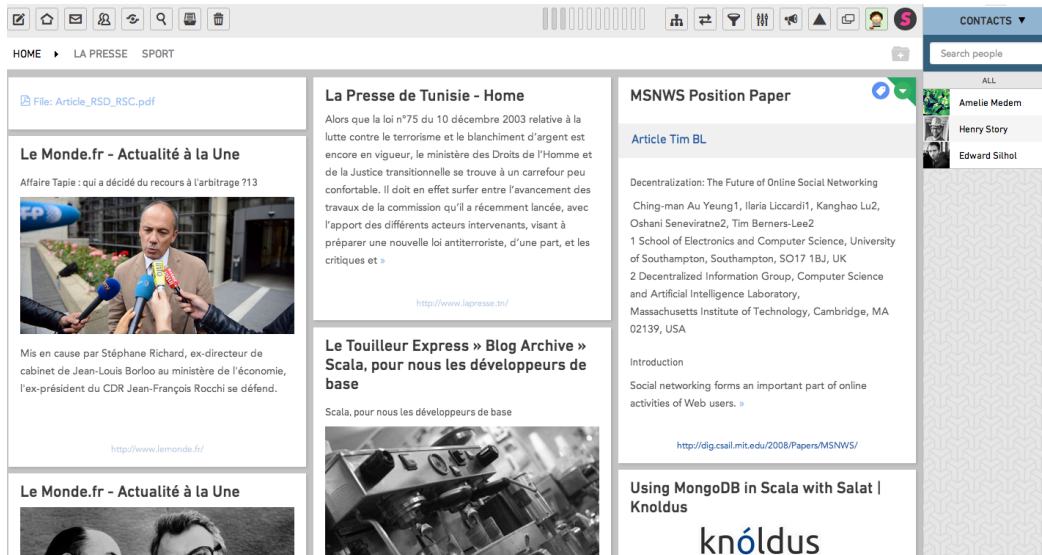 CONTACTS ▼
HOME ▸ LA PRESSE SPORT
Search people
ALL
Amelie Medem
Henry Story
Edward Silhol
File: Article_RSD_RSC.pdf
Le Monde.fr - Actualité à la Une
Affaire Tapie : qui a décidé du recours à l'arbitrage ?13
FP
Mis en cause par Stéphane Richard, ex-directeur de
cabinet de Jean-Louis Borloo au ministère de l'économie,
l'ex-président du CDR Jean-François Rocchi se défend.
http://www.lemonde.fr/
Le Monde.fr - Actualité à la Une
La Presse de Tunisie - Home
Alors que la loi n°75 du 10 décembre 2003 relative à la
lutte contre le terrorisme et le blanchiment d'argent est
encore en vigueur, le ministère des Droits de l'Homme et
de la Justice transitionnelle se trouve à un carrefour peu
confortable. Il doit en effet surfer entre l'avancement des
travaux de la commission qu'il a récemment lancée, avec
l'apport des différents acteurs intervenants, visant à
préparer une nouvelle loi antiterroriste, d'une part, et les
critiques et »
http://www.lapresse.tn/
Le Touilleur Express » Blog Archive »
Scala, pour nous les développeurs de
base
Scala, pour nous les développeurs de base
MSNWS Position Paper
Article Tim BL
Decentralization: The Future of Online Social Networking
Ching-man Au Yeung1, Ilaria Liccardi1, Kanghao Lu2,
Oshani Seneviratne2, Tim Berners-Lee2
1 School of Electronics and Computer Science, University
of Southampton, Southampton, SO17 1BJ, UK
2 Decentralized Information Group, Computer Science
and Artificial Intelligence Laboratory,
Massachusetts Institute of Technology, Cambridge, MA
02139, USA
Introduction
Social networking forms an important part of online
activities of Web users. »
http://dig.csail.mit.edu/2008/Papers/MSNWS/
Using MongoDB in Scala with Salat |
Knoldus
knóldus